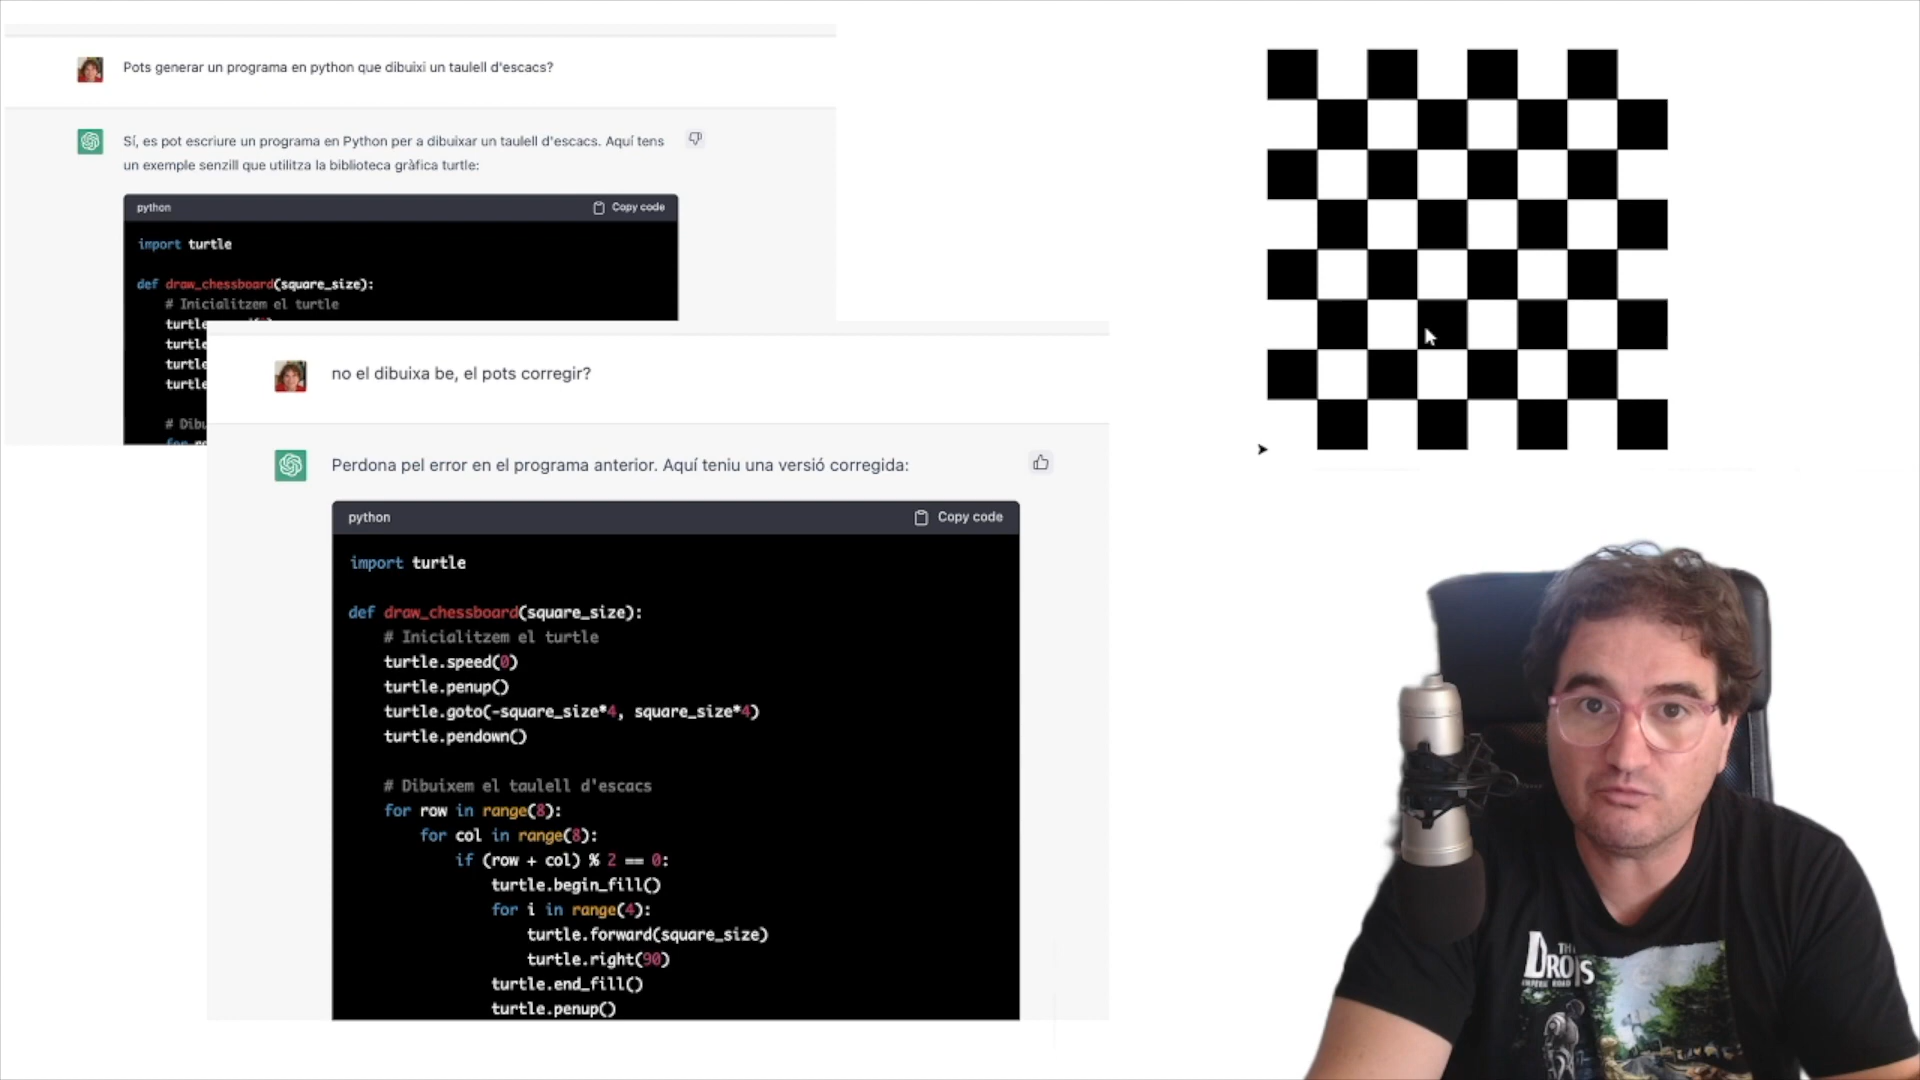 Pots generar un programa en python que dibuixi un taulell d'escacs?
Sí, es pot escriure un programa en Python per a dibuixar un taulell d'escacs. Aquí tens
un exemple senzill que utilitza la biblioteca gràfica turtle:
python
Copy code
import turtle
def draw_chessboard(square_size):
# Inicialitzem el turtle
turtle
turtle
turtle
turtle
# Dibu
for
no el dibuixa be, el pots corregir?
Perdona pel error en el programa anterior. Aquí teniu una versió corregida:
python
Copy code
import turtle
def draw_chessboard(square_size):
# Inicialitzem el turtle
turtle.speed(0)
turtle.penup()
turtle.goto(-square_size*4, square_size*4)
turtle.pendown()
# Dibuixem el taulell d'escacs
for row in range(8):
for col in range(8):
if (row + col) % 2 == 0:
turtle.begin_fill()
for i in range(4):
turtle.forward(square_size)
turtle.right(90)
turtle.end_fill()
turtle.penup()